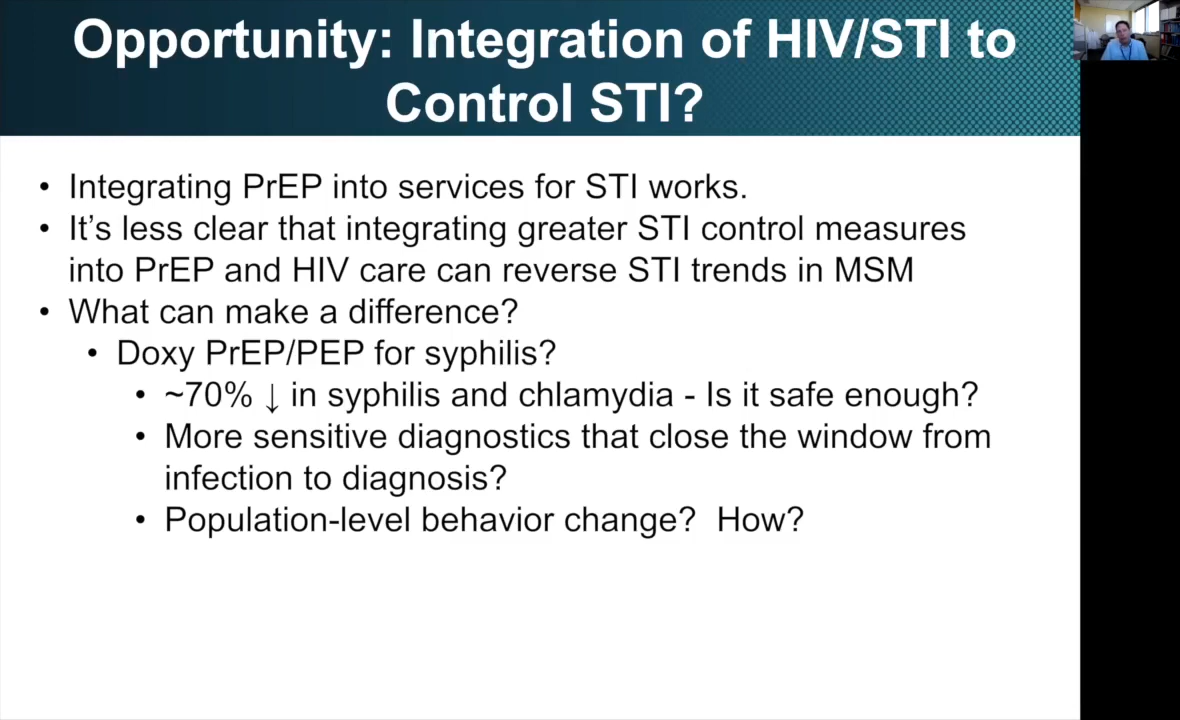 Opportunity: Integration of HIV/STI to
Control STI?
• Integrating PrEP into services for STI works.
• It’s less clear that integrating greater STI control measures
into PrEP and HIV care can reverse STI trends in MSM
• What can make a difference?
• Doxy PrEP/PEP for syphilis?
• ~70% ↓ in syphilis and chlamydia - Is it safe enough?
• More sensitive diagnostics that close the window from
infection to diagnosis?
• Population-level behavior change?  How?